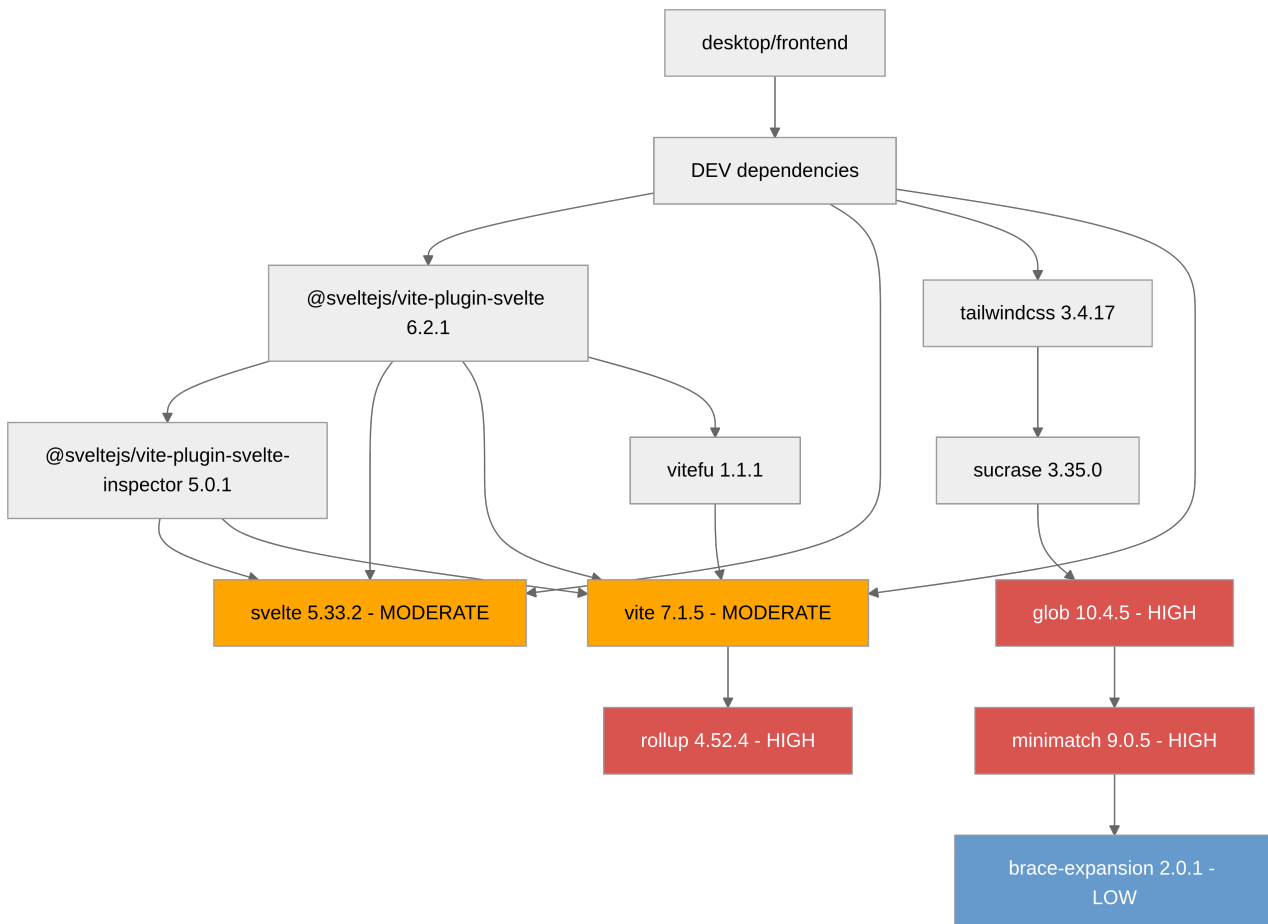 desktop/frontend
DEV dependencies
@sveltejs/vite-plugin-svelte
6.2.1
tailwindcss 3.4.17
@sveltejs/vite-plugin-svelte-
inspector 5.0.1
vitefu 1.1.1
sucrase 3.35.0
svelte 5.33.2 - MODERATE
vite 7.1.5 - MODERATE
glob 10.4.5 - HIGH
rollup 4.52.4 - HIGH
minimatch 9.0.5 - HIGH
brace-expansion 2.0.1 -
LOW